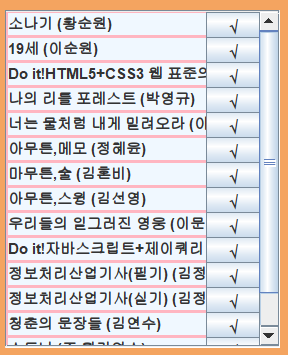 소나기 (황순원) √
19세 (이순원) √
Do it!HTML5+CSS3 웹 표준의 √
나의 리틀 포레스트 (박영규) √
너는 물처럼 내게 밀려오라 (이 √
아무튼,메모 (정혜윤) √
마무튼,술 (김혼비) √
아무튼,스윙 (김선영) √
우리들의 일그러진 영웅 (이문 √
Do it!자바스크립트+제이쿼리 √
정보처리산업기사(필기) (김정 √
정보처리산업기사(실기) (김정 √
청춘의 문장들 (김연수) √